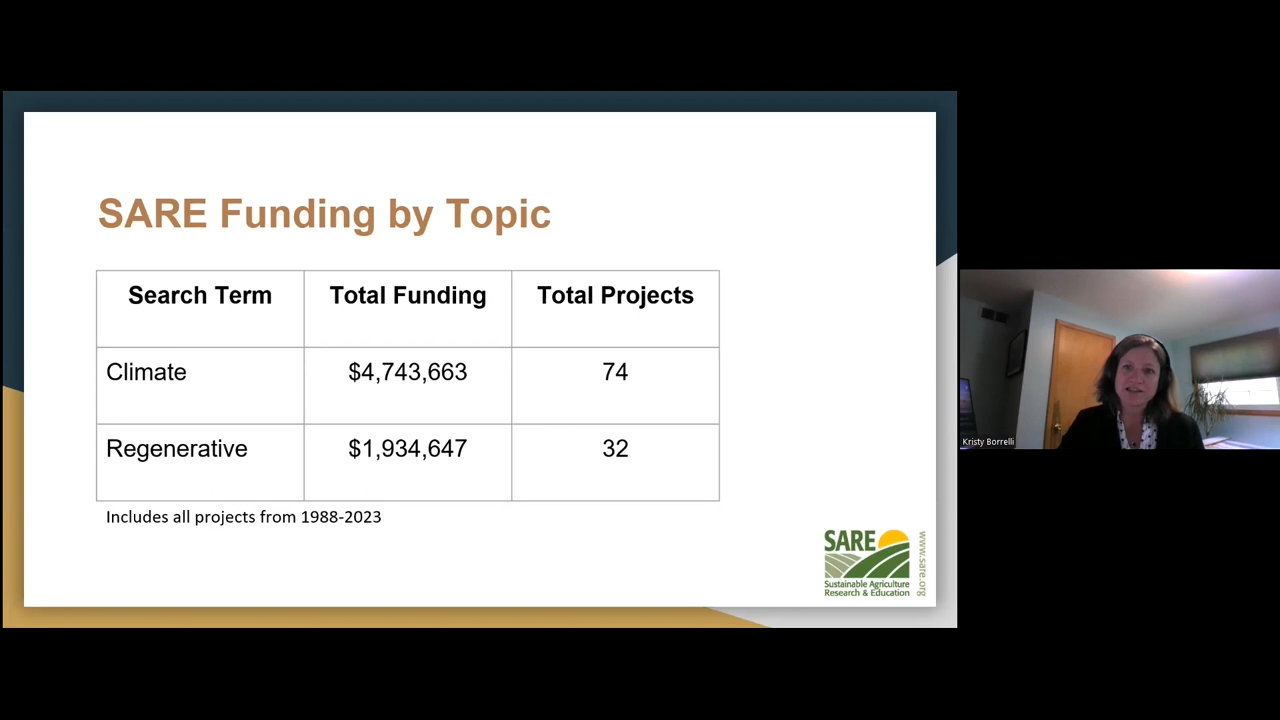 SARE Funding by Topic
Search Term Total Funding Total Projects
Climate $4,743,663 74
Regenerative $1,934,647 32
Includes all projects from 1988-2023
SARE
Sustainable Agriculture
Research & Education
www.sare.org
Kristy Borrelli